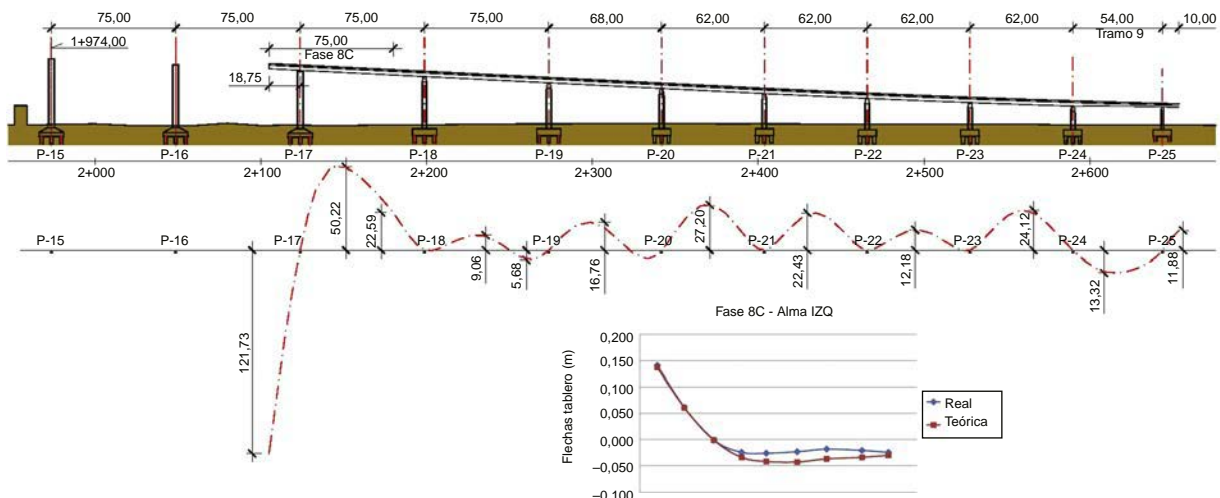 75,00 75,00 75,00 75,00 68,00 62,00 62,00 62,00 62,00 54,00 10,00
1+974,00
75,00
Fase 8C
Tramo 9
18,75
P-15 P-16 P-17 P-18 P-19 P-20 P-21 P-22 P-23 P-24 P-25
2+000 2+100 2+200 2+300 2+400 2+500 2+600
P-15 P-16 P-17 P-18 P-19 P-20 P-21 P-22 P-23 P-24 P-25
121,73
50,22
22,59
9,06
5,68
16,76
27,20
22,43
12,18
24,12
13,32
11,88
Fase 8C - Alma IZQ
Flechas tablero (m)
0,200
0,150
0,100
0,050
0,000
–0,050
–0,100
Real
Teórica